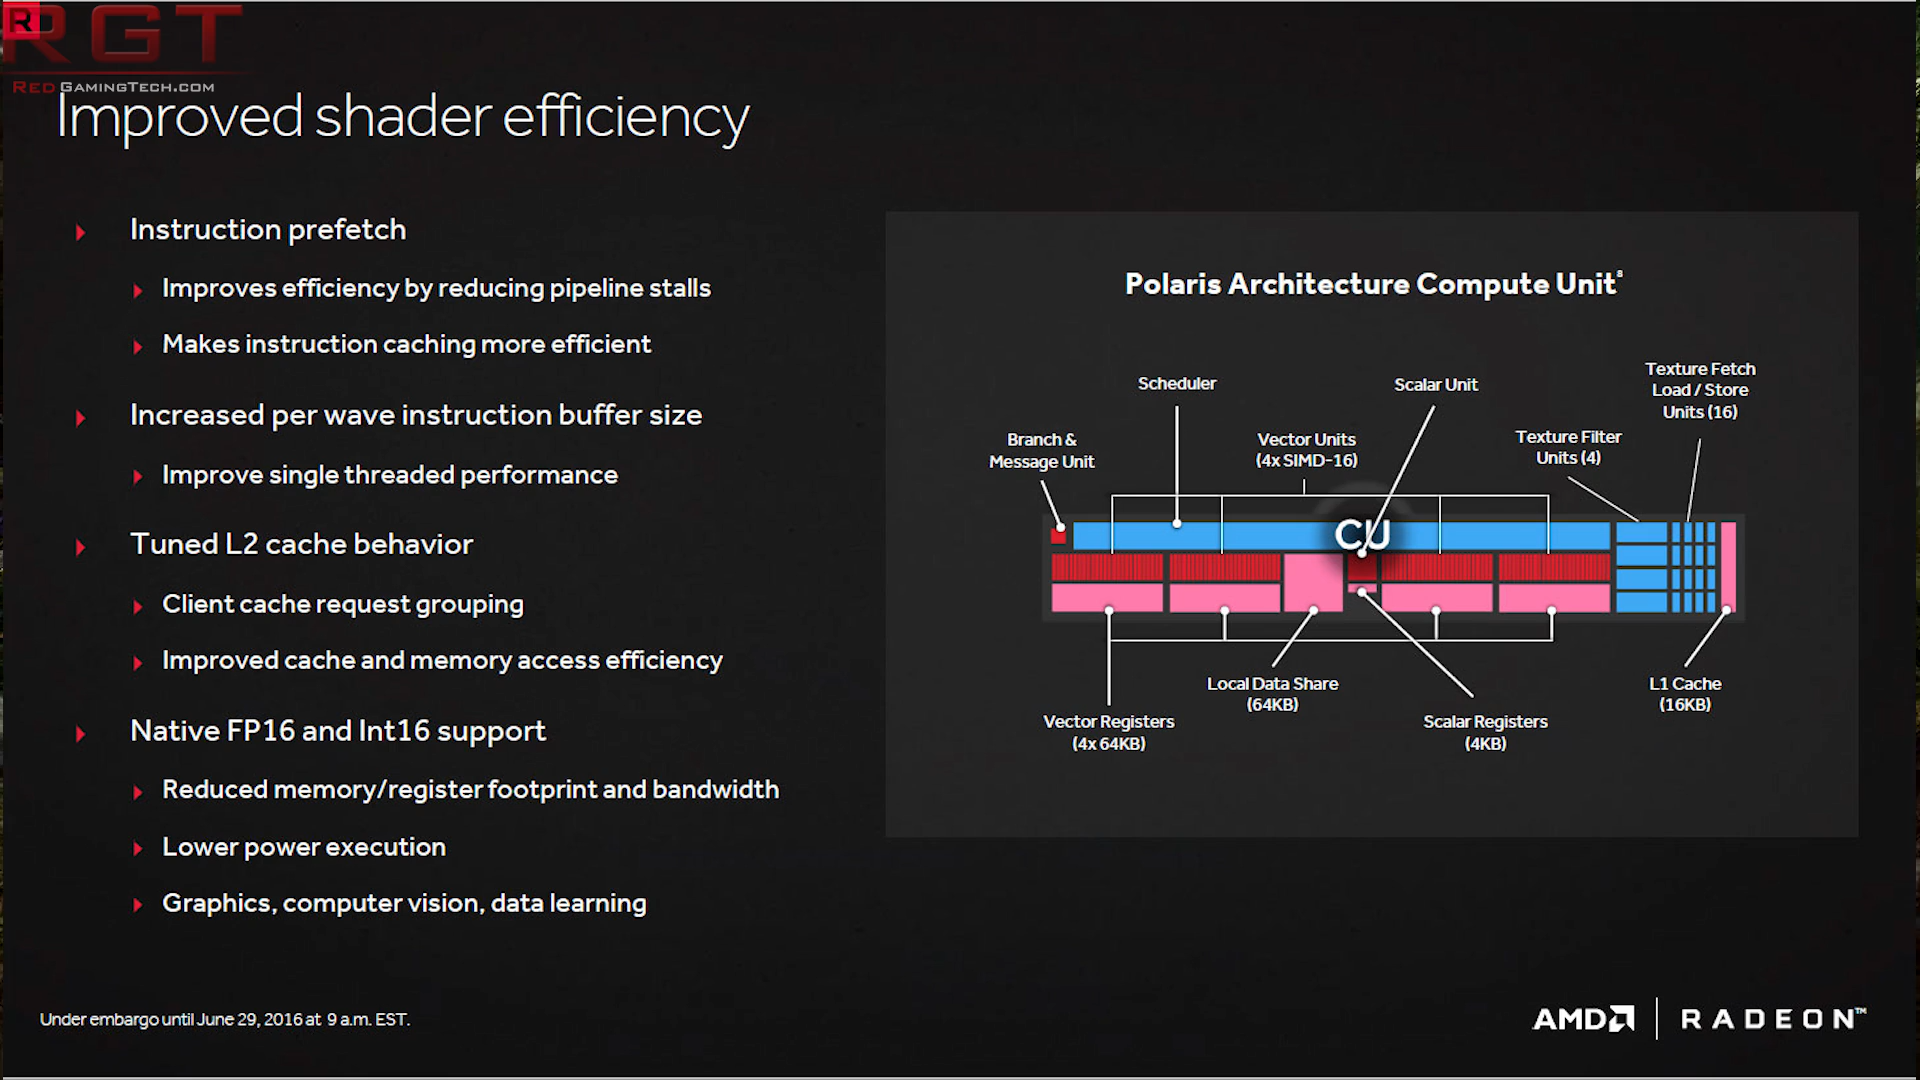 R
RGT
REDGAMINGTECH.COM
Improved shader efficiency
Instruction prefetch
Improves efficiency by reducing pipeline stalls
Makes instruction caching more efficient
Increased per wave instruction buffer size
Improve single threaded performance
Tuned L2 cache behavior
Client cache request grouping
Improved cache and memory access efficiency
Native FP16 and Int16 support
Reduced memory/register footprint and bandwidth
Lower power execution
Graphics, computer vision, data learning
Polaris Architecture Compute Unit⁸
Scheduler
Scalar Unit
Texture Fetch
Load / Store
Units (16)
Branch &
Message Unit
Vector Units
(4x SIMD-16)
Texture Filter
Units (4)
CU
Local Data Share
(64KB)
L1 Cache
(16KB)
Vector Registers
(4x 64KB)
Scalar Registers
(4KB)
Under embargo until June 29, 2016 at 9 a.m. EST.
AMD
RADEON™